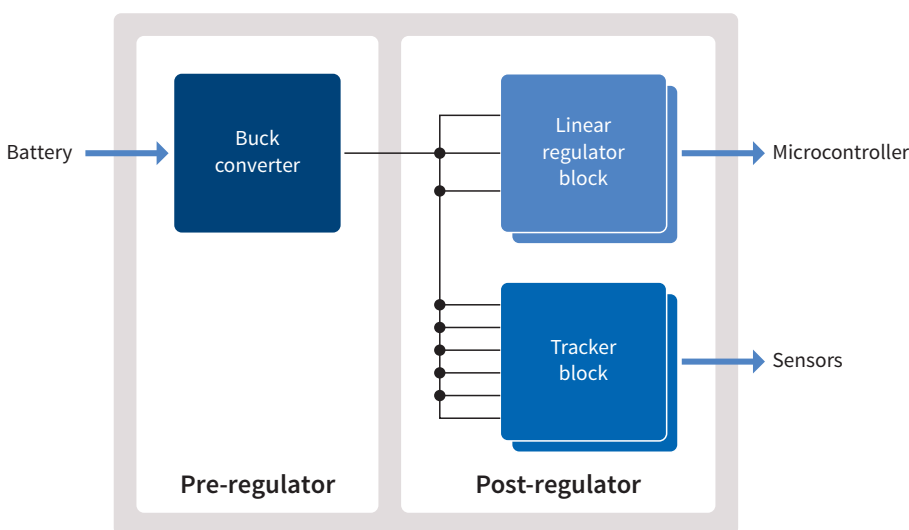 Battery
Buck
converter
Linear
regulator
block
Microcontroller
Tracker
block
Sensors
Pre-regulator
Post-regulator